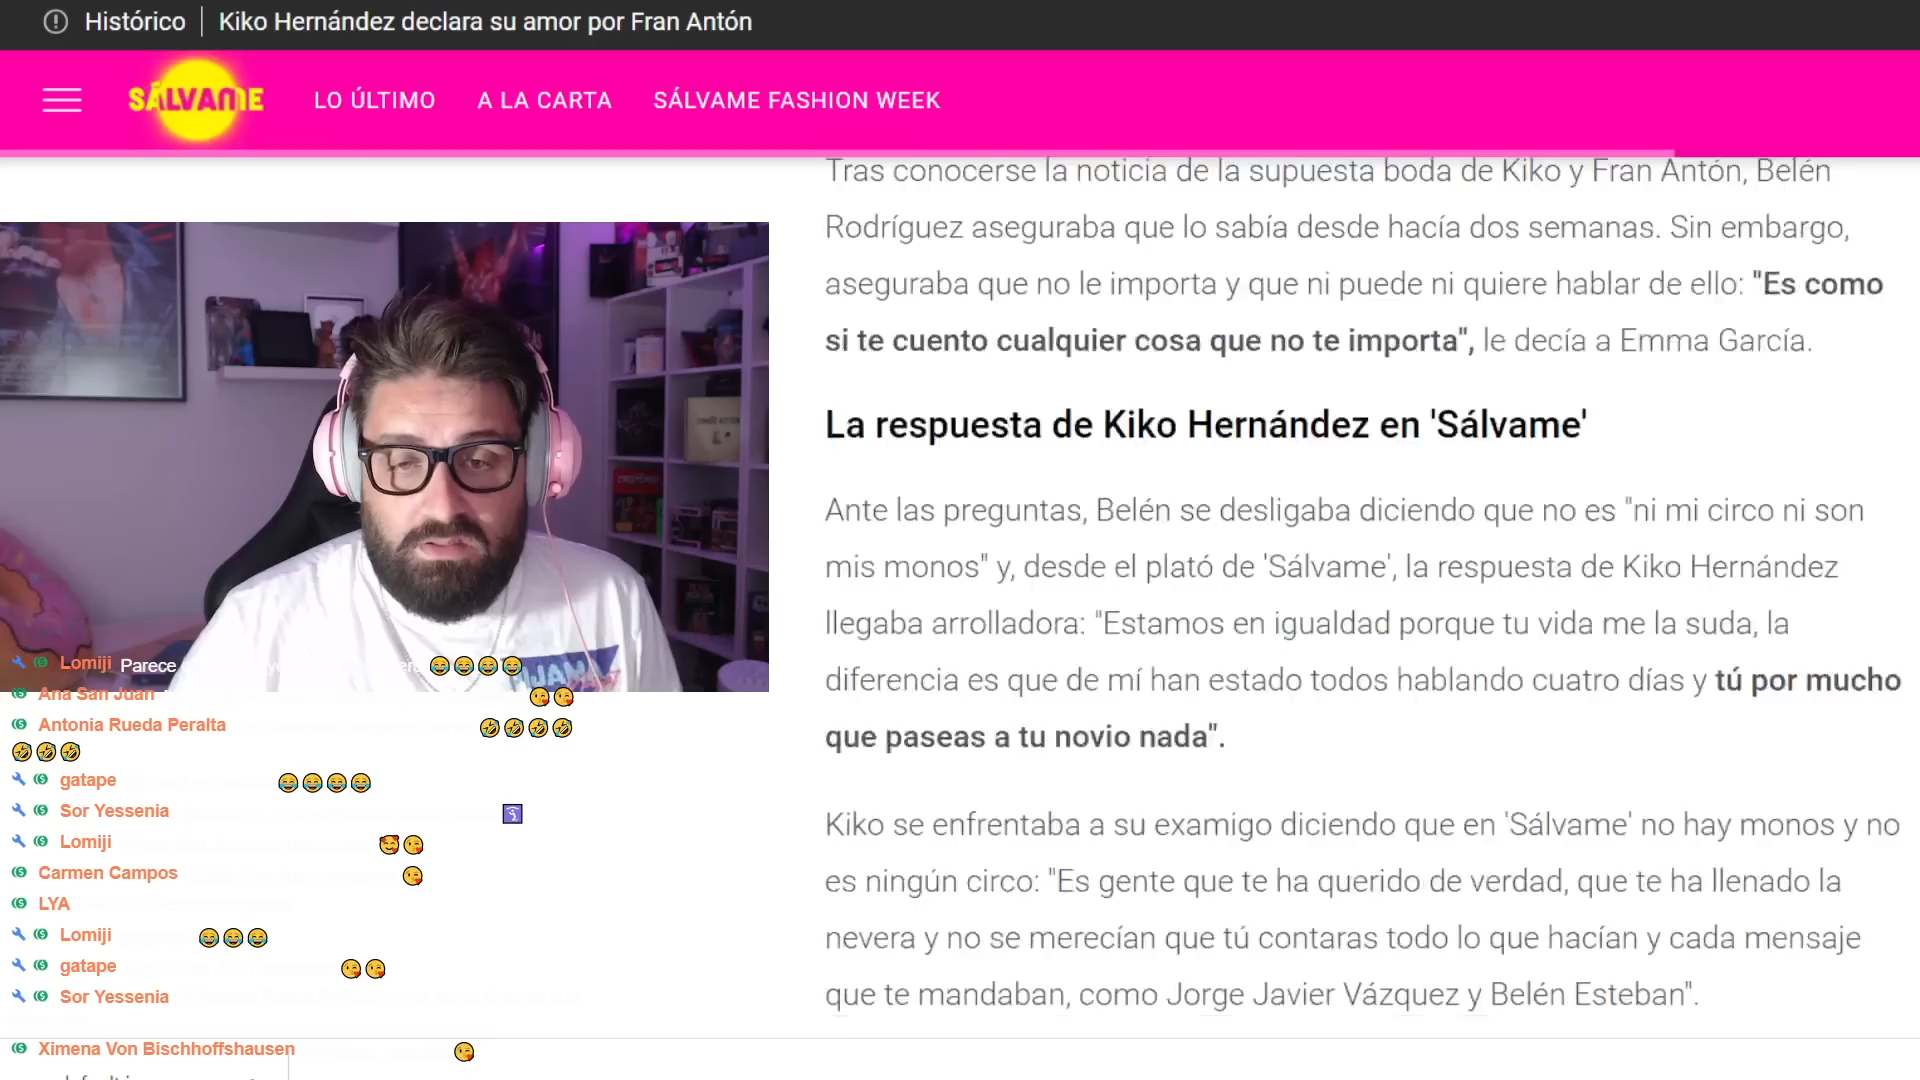 Histórico | Kiko Hernández declara su amor por Fran Antón
SÁLVAME LO ÚLTIMO A LA CARTA SÁLVAME FASHION WEEK
Tras conocerse la noticia de la supuesta boda de Kiko y Fran Antón, Belén
Rodríguez aseguraba que lo sabía desde hacía dos semanas. Sin embargo,
aseguraba que no le importa y que ni puede ni quiere hablar de ello: "Es como
si te cuento cualquier cosa que no te importa", le decía a Emma García.
La respuesta de Kiko Hernández en 'Sálvame'
Ante las preguntas, Belén se desligaba diciendo que no es "ni mi circo ni son
mis monos" y, desde el plató de 'Sálvame', la respuesta de Kiko Hernández
llegaba arrolladora: "Estamos en igualdad porque tu vida me la suda, la
diferencia es que de mí han estado todos hablando cuatro días y tú por mucho
que paseas a tu novio nada".
Kiko se enfrentaba a su examigo diciendo que en 'Sálvame' no hay monos y no
es ningún circo: "Es gente que te ha querido de verdad, que te ha llenado la
nevera y no se merecían que tú contaras todo lo que hacían y cada mensaje
que te mandaban, como Jorge Javier Vázquez y Belén Esteban".
Lomiji Parece 😂😂😂😂
Ana San Juan 😘😘
Antonia Rueda Peralta 🤣🤣🤣🤣
🤣🤣🤣
gatape 😂😂😂😂
Sor Yessenia
Lomiji 🥰😘
Carmen Campos 😘
LYA
Lomiji 😂😂😂
gatape 😘😘
Sor Yessenia
Ximena Von Bischhoffshausen 😘